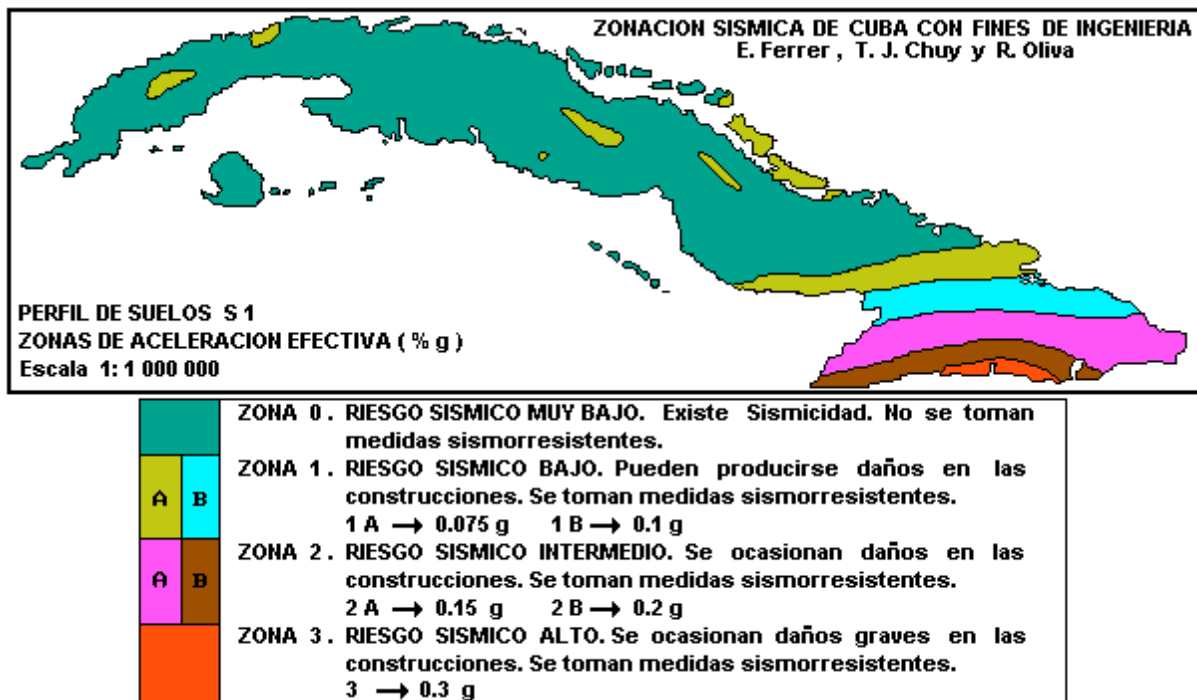 ZONACION SISMICA DE CUBA CON FINES DE INGENIERIA
E. Ferrer , T. J. Chuy y R. Oliva
PERFIL DE SUELOS S 1
ZONAS DE ACELERACION EFECTIVA ( % g )
Escala 1: 1 000 000
ZONA 0 . RIESGO SISMICO MUY BAJO. Existe Sismicidad. No se toman
medidas sismorresistentes.
A B
ZONA 1 . RIESGO SISMICO BAJO. Pueden producirse daños en las
construcciones. Se toman medidas sismorresistentes.
1 A → 0.075 g 1 B → 0.1 g
A B
ZONA 2 . RIESGO SISMICO INTERMEDIO. Se ocasionan daños en las
construcciones. Se toman medidas sismorresistentes.
2 A → 0.15 g 2 B → 0.2 g
ZONA 3 . RIESGO SISMICO ALTO. Se ocasionan daños graves en las
construcciones. Se toman medidas sismorresistentes.
3 → 0.3 g